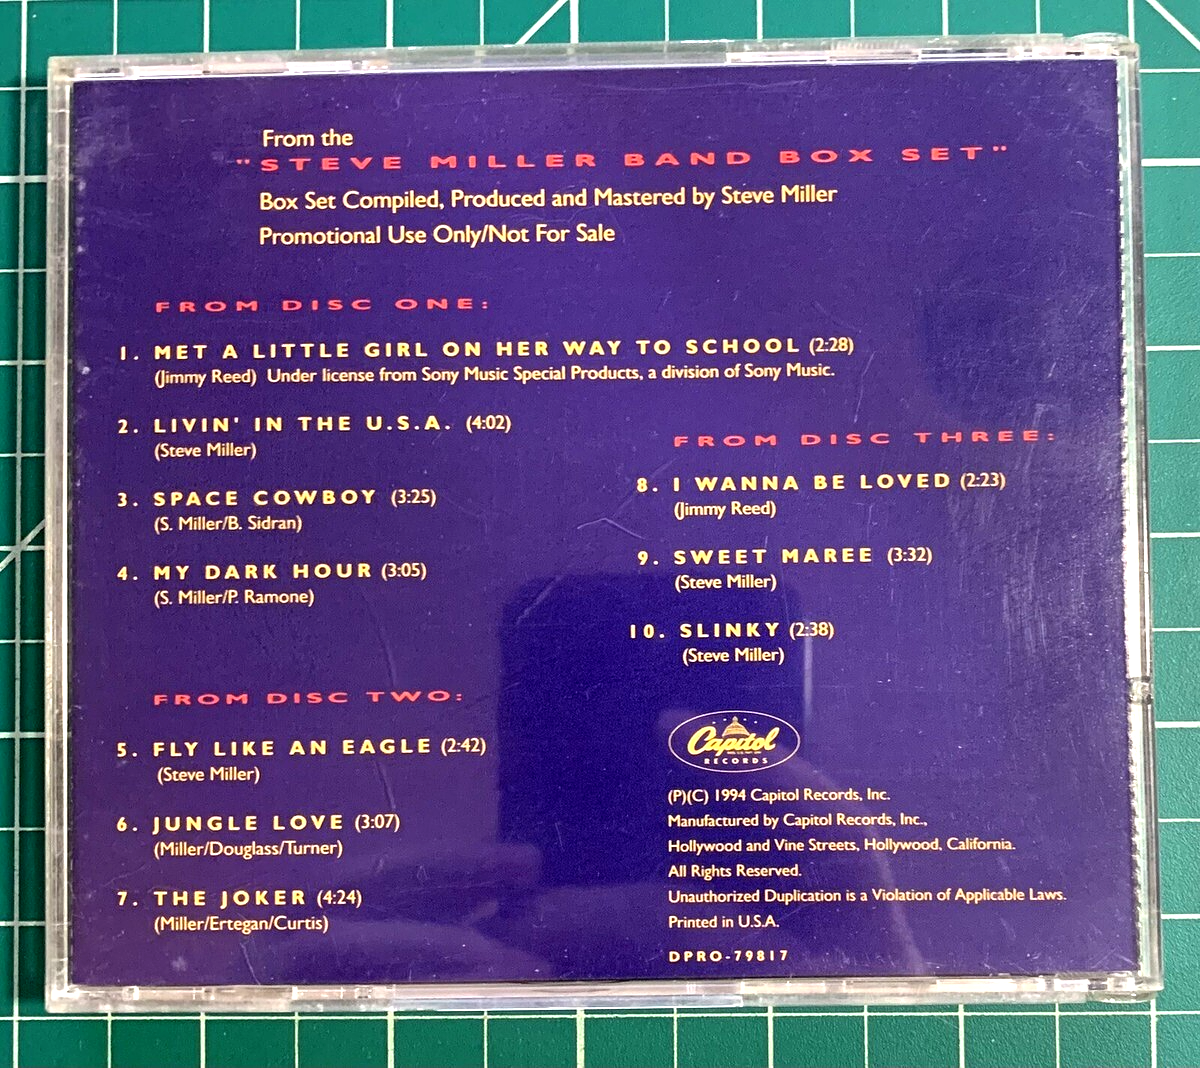 From the
"STEVE MILLER BAND BOX SET"
Box Set Compiled, Produced and Mastered by Steve Miller
Promotional Use Only/Not For Sale
FROM DISC ONE:
1. MET A LITTLE GIRL ON HER WAY TO SCHOOL (2:28)
(Jimmy Reed) Under license from Sony Music Special Products, a division of Sony Music.
2. LIVIN' IN THE U.S.A. (4:02)
(Steve Miller)
3. SPACE COWBOY (3:25)
(S. Miller/B. Sidran)
4. MY DARK HOUR (3:05)
(S. Miller/P. Ramone)
FROM DISC TWO:
5. FLY LIKE AN EAGLE (2:42)
(Steve Miller)
6. JUNGLE LOVE (3:07)
(Miller/Douglass/Turner)
7. THE JOKER (4:24)
(Miller/Ertegan/Curtis)
FROM DISC THREE:
8. I WANNA BE LOVED (2:23)
(Jimmy Reed)
9. SWEET MAREE (3:32)
(Steve Miller)
10. SLINKY (2:38)
(Steve Miller)
Capitol
RECORDS
(P)(C) 1994 Capitol Records, Inc.
Manufactured by Capitol Records, Inc.,
Hollywood and Vine Streets, Hollywood, California.
All Rights Reserved.
Unauthorized Duplication is a Violation of Applicable Laws.
Printed in U.S.A.
DPRO-79817